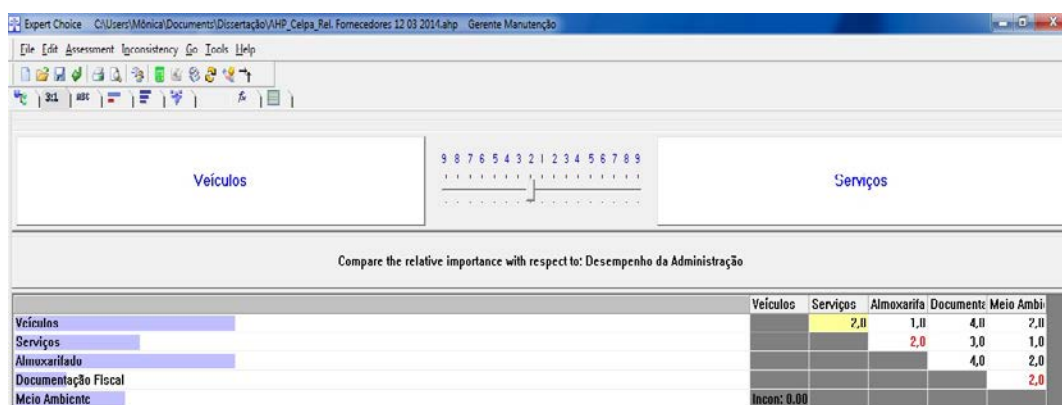 Expert Choice C:\Users\Mônica\Documents\Dissertação\AHP_Celpa_Rel. Fornecedores 12 03 2014.ahp Gerente Manutenção
File Edit Assessment Inconsistency Go Tools Help
3:1 ABC
Veículos
9 8 7 6 5 4 3 2 1 2 3 4 5 6 7 8 9
Serviços
Compare the relative importance with respect to: Desempenho da Administração
Veículos Serviços Almoxarifa Documenta Meio Ambi
Veículos 2,0 1,0 4,0 2,0
Serviços 2,0 3,0 1,0
Almoxarifado 4,0 2,0
Documentação Fiscal 2,0
Meio Ambiente Incon: 0.00